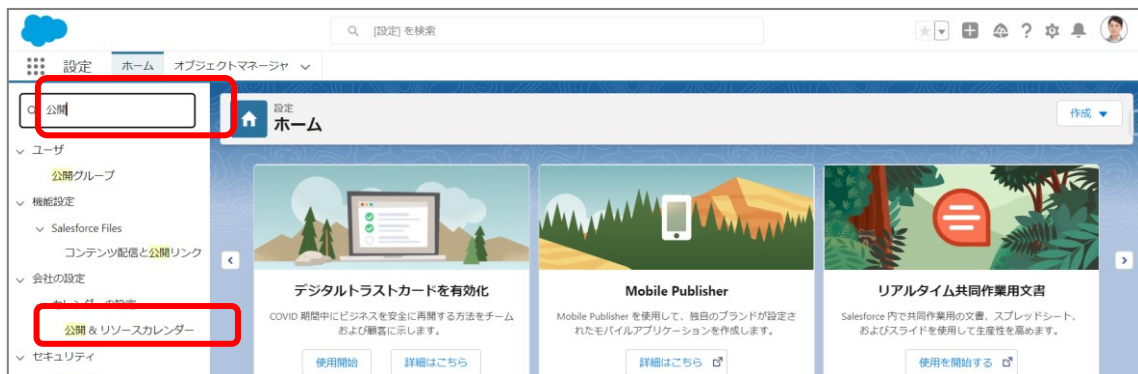 [設定] を検索
設定
ホーム
オブジェクトマネージャ
公開
ユーザ
公開グループ
機能設定
Salesforce Files
コンテンツ配信と公開リンク
会社の設定
カレンダーの設定
公開 & リソースカレンダー
セキュリティ
設定
ホーム
作成
デジタルトラストカードを有効化
COVID 期間中にビジネスを安全に再開する方法をチーム
および顧客に示します。
使用開始
詳細はこちら
Mobile Publisher
Mobile Publisher を使用して、独自のブランドが設定さ
れたモバイルアプリケーションを作成します。
詳細はこちら
リアルタイム共同作業用文書
Salesforce 内で共同作業用の文書、スプレッドシート、
およびスライドを使用して生産性を高めます。
使用を開始する